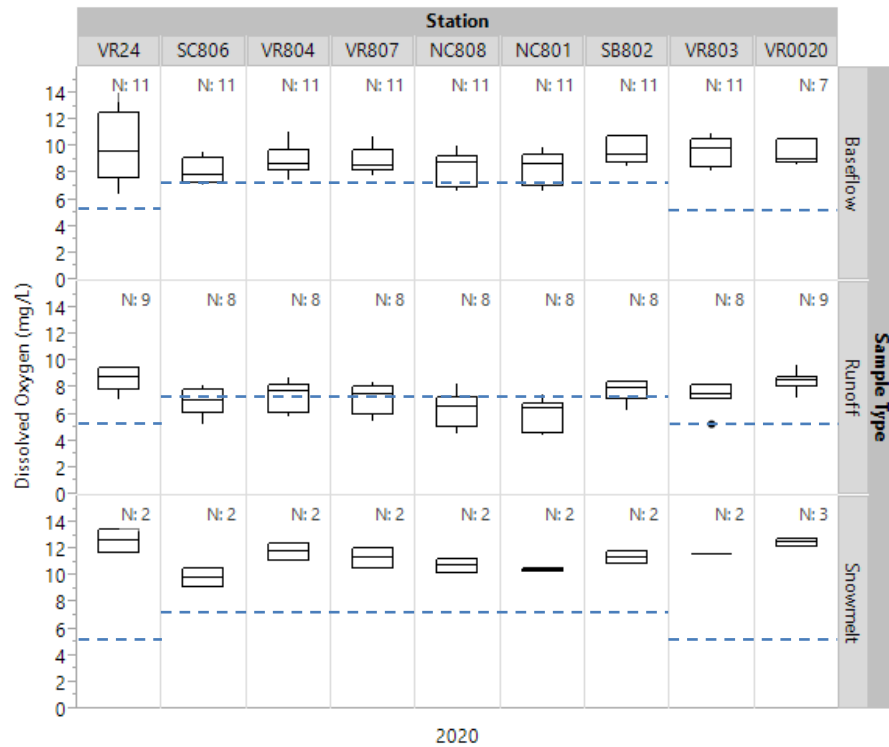 Station
VR24 SC806 VR804 VR807 NC808 NC801 SB802 VR803 VR0020
N: 11 N: 11 N: 11 N: 11 N: 11 N: 11 N: 11 N: 11 N: 7
14
12
10
8
6
4
2
0
Baseflow
N: 9 N: 8 N: 8 N: 8 N: 8 N: 8 N: 8 N: 8 N: 9
14
12
10
8
6
4
2
0
Runoff
N: 2 N: 2 N: 2 N: 2 N: 2 N: 2 N: 2 N: 2 N: 3
14
12
10
8
6
4
2
0
Snowmelt
Dissolved Oxygen (mg/L)
Sample Type
2020